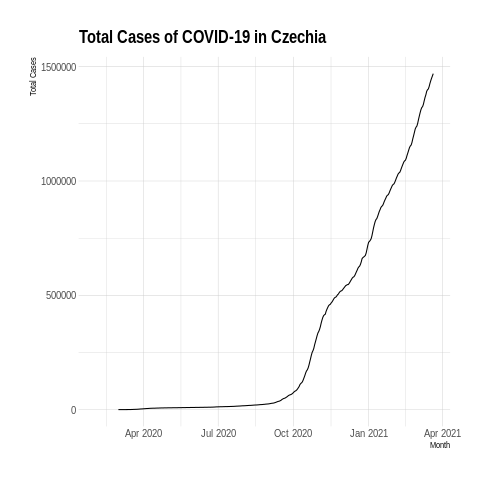 Total Cases of COVID-19 in Czechia
Total Cases
1500000
1000000
500000
0
Apr 2020 Jul 2020 Oct 2020 Jan 2021 Apr 2021
Month